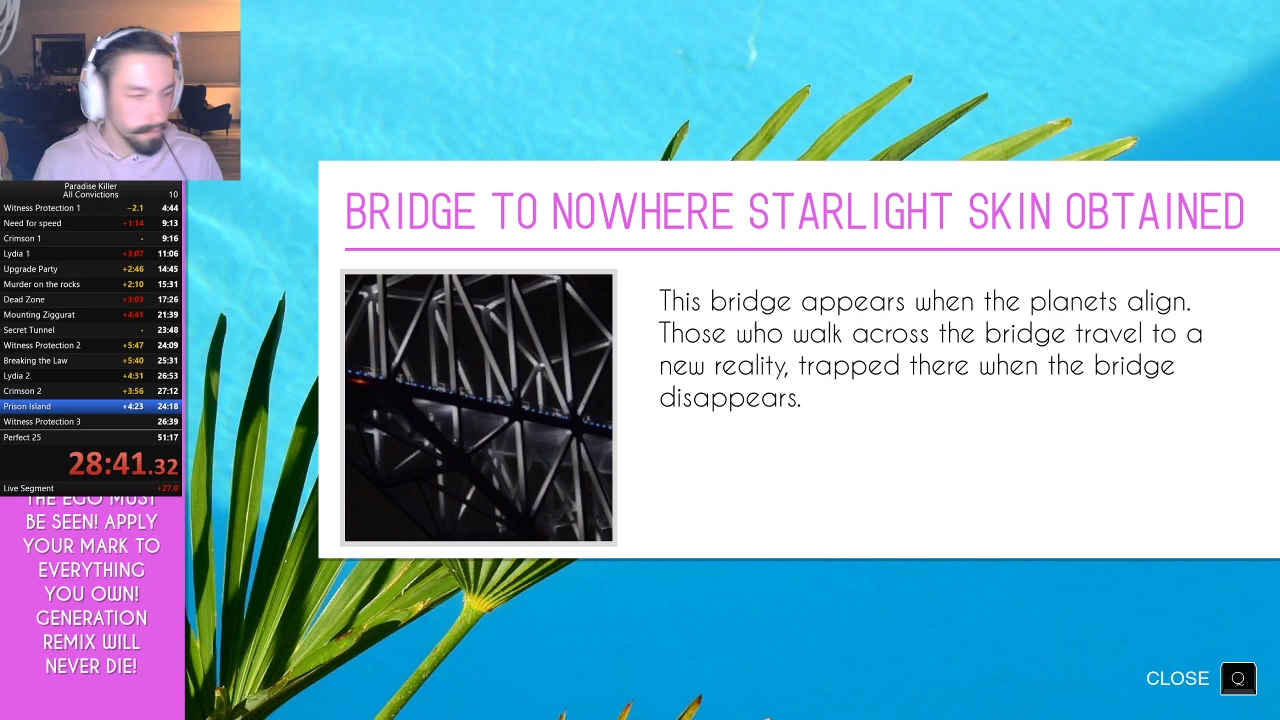 Paradise Killer
All Convictions 10
Witness Protection 1 −2.1 4:44
Need for speed +1:14 9:13
Crimson 1 - 9:16
Lydia 1 +3:07 11:06
Upgrade Party +2:46 14:45
Murder on the rocks +2:10 15:31
Dead Zone +3:03 17:26
Mounting Ziggurat +4:41 21:39
Secret Tunnel - 23:48
Witness Protection 2 +5:47 24:09
Breaking the Law +5:40 25:31
Lydia 2 +4:31 26:53
Crimson 2 +3:56 27:12
Prison Island +4:23 24:18
Witness Protection 3 26:39
Perfect 25 51:17
28:41.32
Live Segment +27.0
THE EGO MUST
BE SEEN! APPLY
YOUR MARK TO
EVERYTHING
YOU OWN!
GENERATION
REMIX WILL
NEVER DIE!
BRIDGE TO NOWHERE STARLIGHT SKIN OBTAINED
This bridge appears when the planets align.
Those who walk across the bridge travel to a
new reality, trapped there when the bridge
disappears.
CLOSE Q